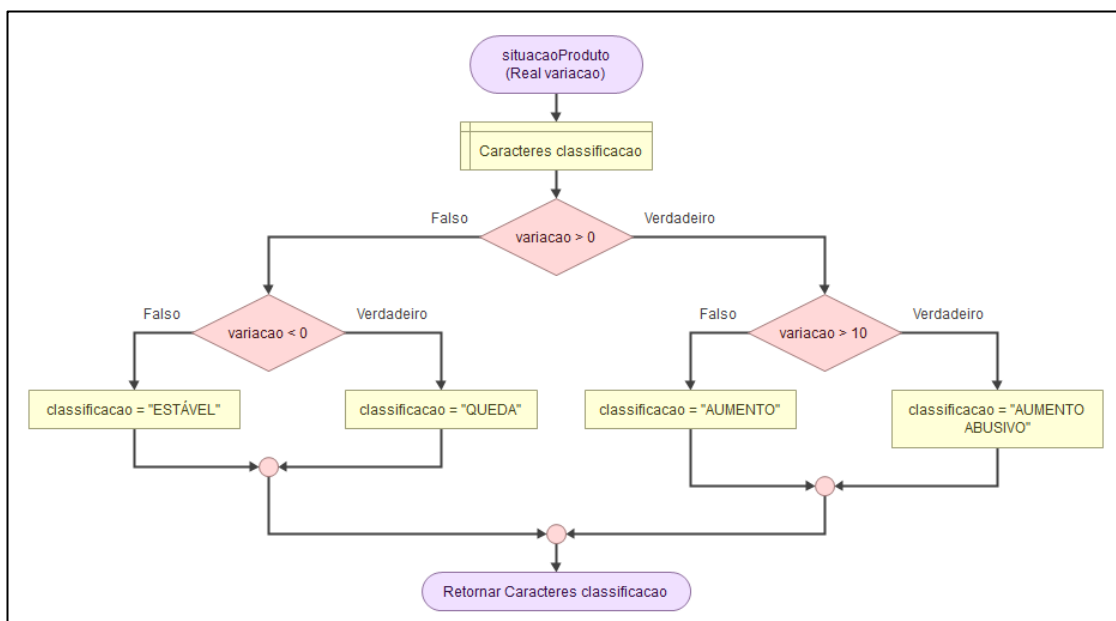 situacaoProduto
(Real variacao)
Caracteres classificacao
Falso
Verdadeiro
variacao > 0
Falso
Verdadeiro
variacao < 0
Falso
Verdadeiro
variacao > 10
classificacao = "ESTÁVEL"
classificacao = "QUEDA"
classificacao = "AUMENTO"
classificacao = "AUMENTO
ABUSIVO"
Retornar Caracteres classificacao